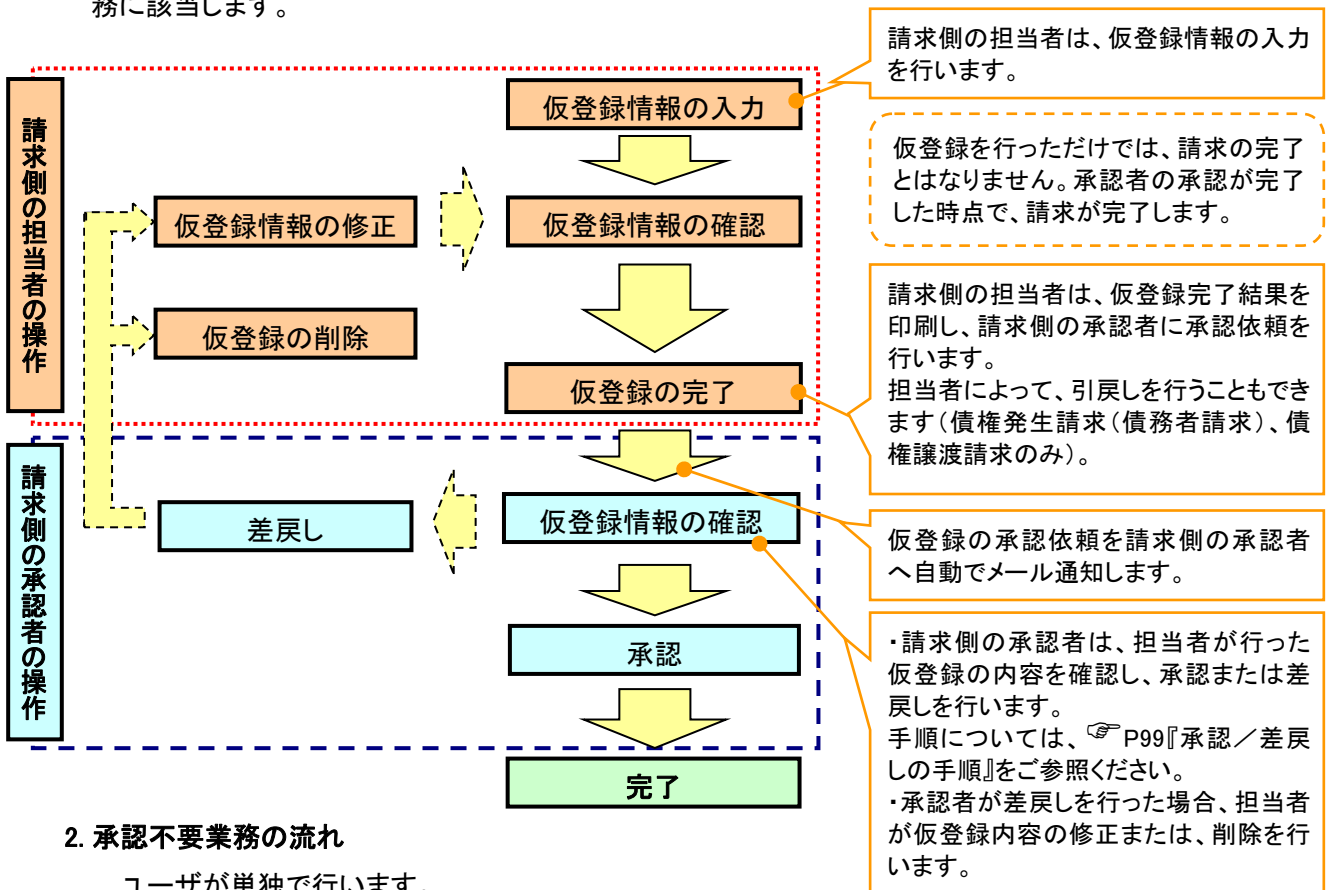 務に該当します。
請求側の担当者の操作
仮登録情報の入力
仮登録情報の修正
仮登録情報の確認
仮登録の削除
仮登録の完了
請求側の担当者は、仮登録情報の入力
を行います。
仮登録を行っただけでは、請求の完了
とはなりません。承認者の承認が完了
した時点で、請求が完了します。
請求側の担当者は、仮登録完了結果を
印刷し、請求側の承認者に承認依頼を
行います。
担当者によって、引戻しを行うこともでき
ます(債権発生請求(債務者請求)、債
権譲渡請求のみ)。
請求側の承認者の操作
差戻し
仮登録情報の確認
承認
完了
仮登録の承認依頼を請求側の承認者
へ自動でメール通知します。
・請求側の承認者は、担当者が行った
仮登録の内容を確認し、承認または差
戻しを行います。
手順については、☞P99『承認／差戻
しの手順』をご参照ください。
・承認者が差戻しを行った場合、担当者
が仮登録内容の修正または、削除を行
います。
2. 承認不要業務の流れ
ユーザが単独で行います。